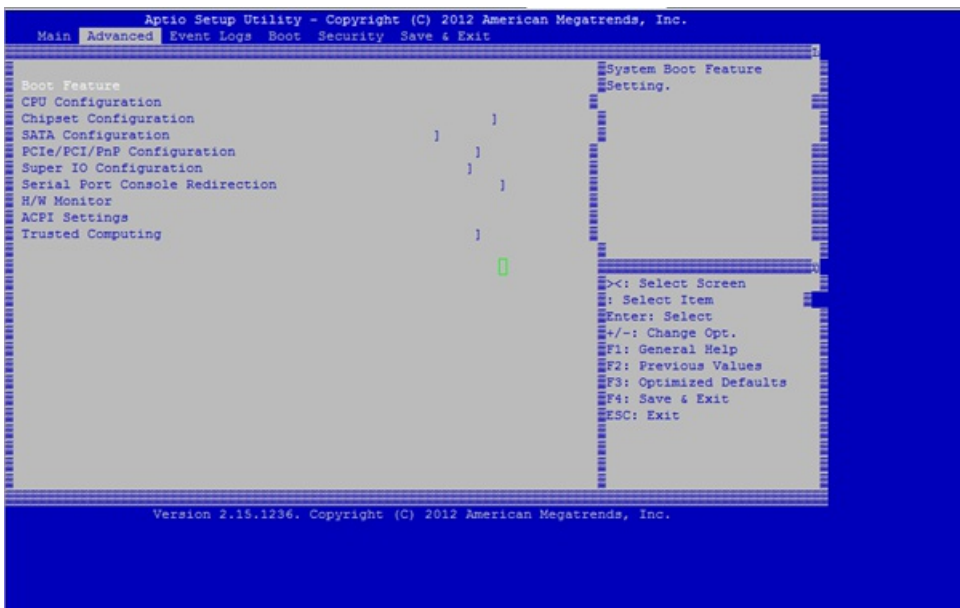 Aptio Setup Utility - Copyright (C) 2012 American Megatrends, Inc.
Main Advanced Event Logs Boot Security Save & Exit
Boot Feature
CPU Configuration
Chipset Configuration ]
SATA Configuration ]
PCIe/PCI/PnP Configuration ]
Super IO Configuration ]
Serial Port Console Redirection ]
H/W Monitor
ACPI Settings
Trusted Computing ]
System Boot Feature
Setting.
><: Select Screen
: Select Item
Enter: Select
+/-: Change Opt.
F1: General Help
F2: Previous Values
F3: Optimized Defaults
F4: Save & Exit
ESC: Exit
Version 2.15.1236. Copyright (C) 2012 American Megatrends, Inc.